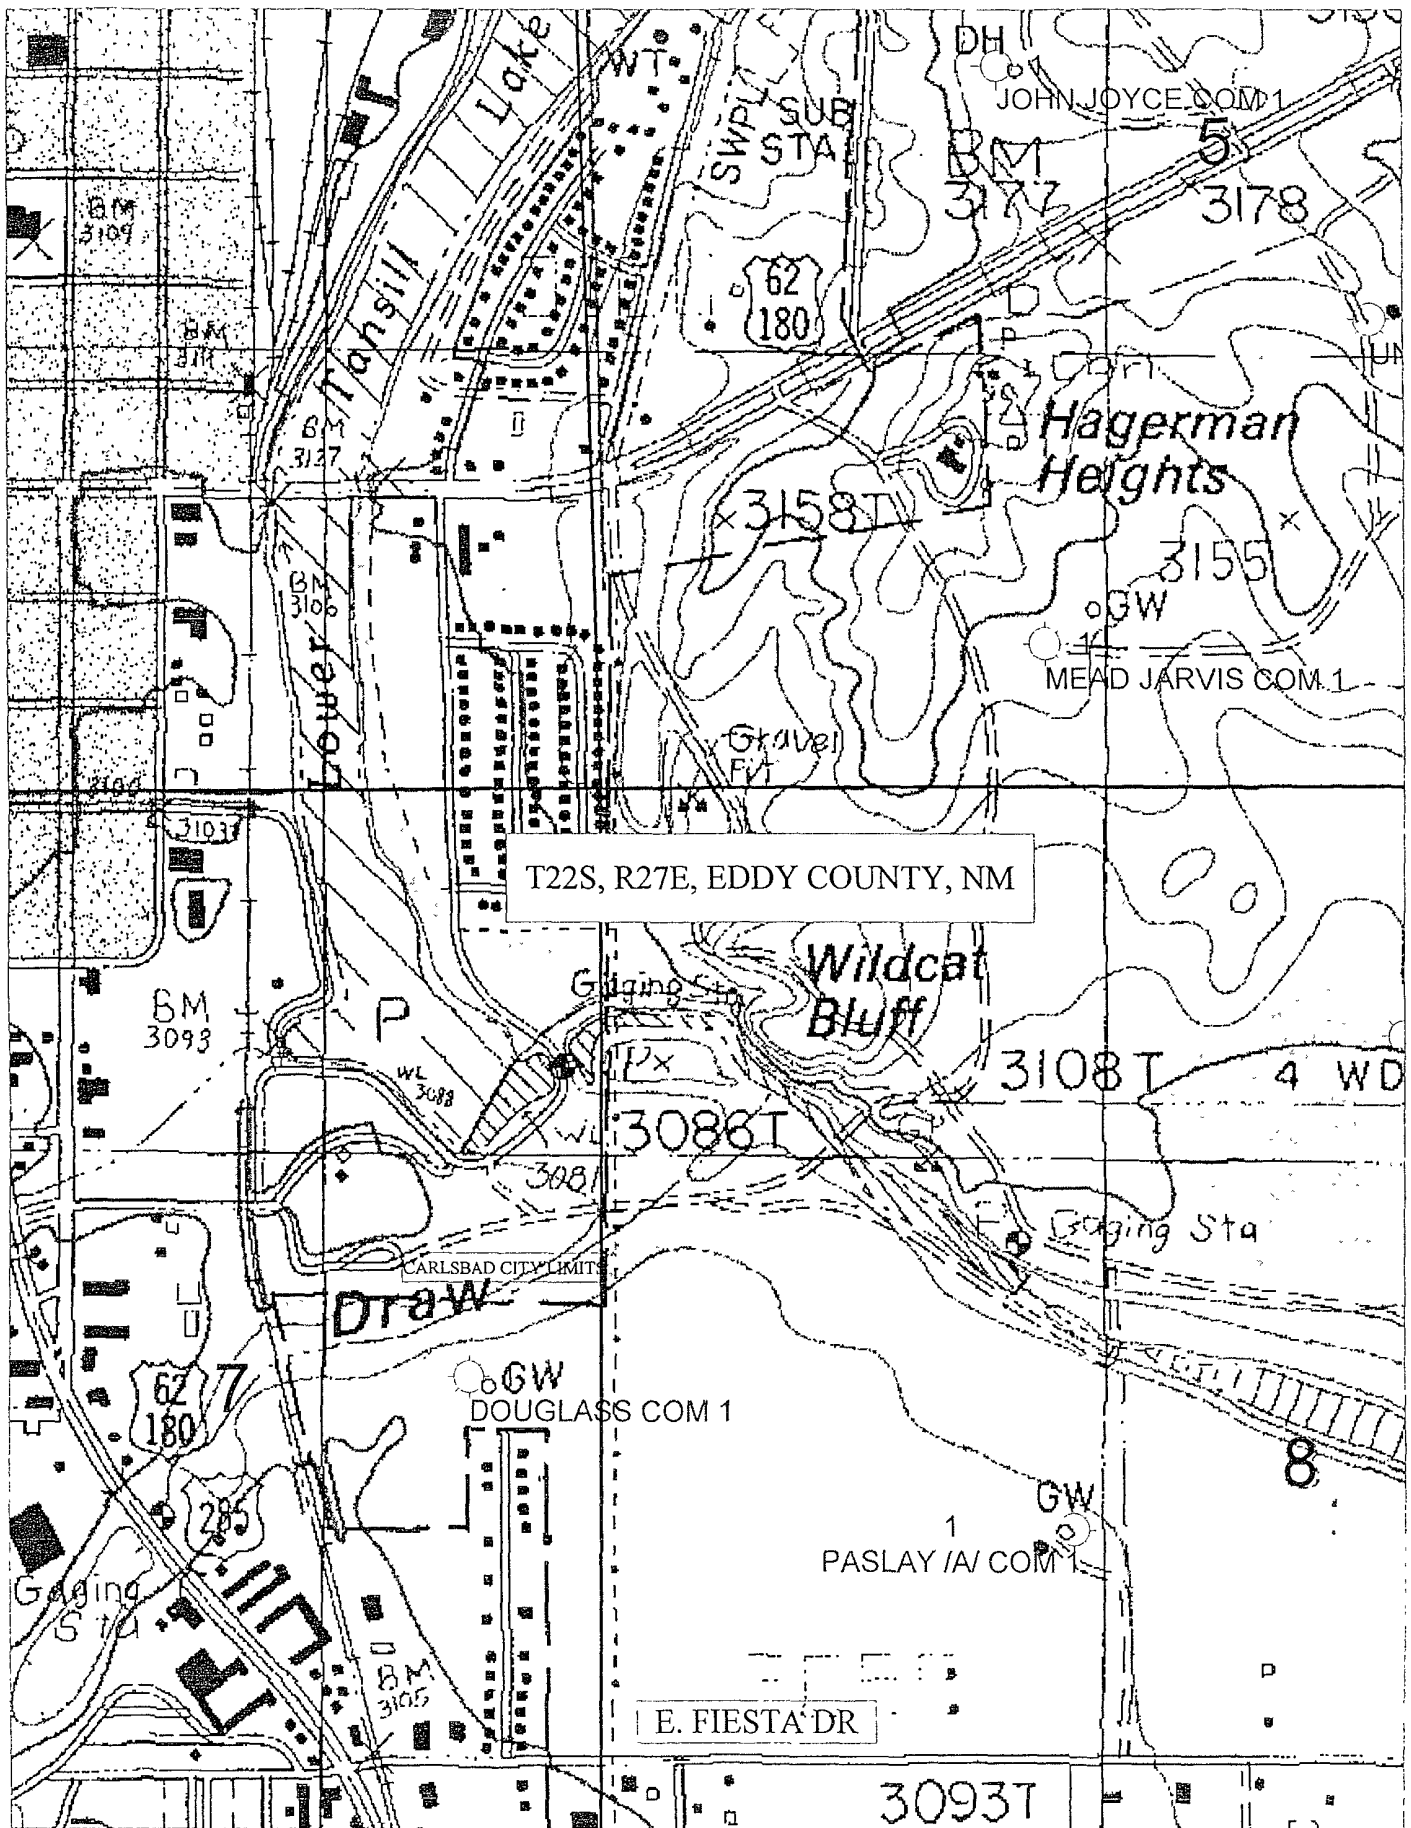 Lake
WT
DH
JOHN JOYCE COM 1
SUB
STA
BM
3177
5
3178
BM
3109
62
180
Tansill
BM
3127
Hagerman
Heights
3158T
3155
BM
3106
GW
1
MEAD JARVIS COM 1
Lower
Gravel
Pit
3100
3103
T22S, R27E, EDDY COUNTY, NM
Wildcat
Bluff
Gaging Sta
BM
3093
P
WL
3088
3108T
4 WD
WL
3086T
3081
Gaging Sta
CARLSBAD CITY LIMITS
Draw
62
180
7
GW
DOUGLASS COM 1
8
285
GW
1
PASLAY /A/ COM 1
Gaging
Sta
BM
3105
E. FIESTA DR
3093T